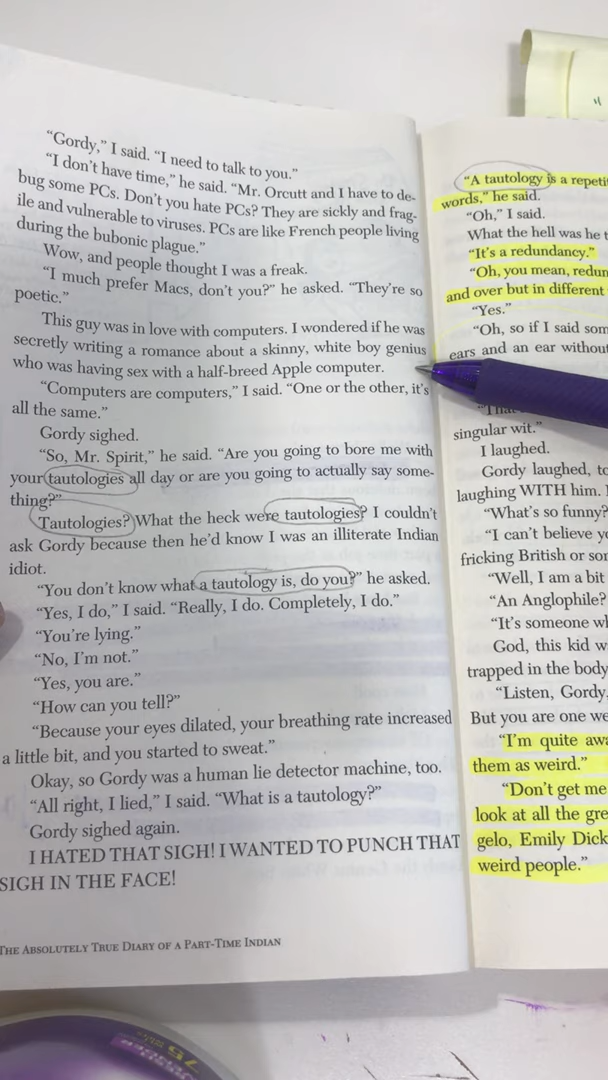 “Gordy,” I said. “I need to talk to you.”
“I don’t have time,” he said. “Mr. Orcutt and I have to de-
bug some PCs. Don’t you hate PCs? They are sickly and frag-
ile and vulnerable to viruses. PCs are like French people living
during the bubonic plague.”
Wow, and people thought I was a freak.
“I much prefer Macs, don’t you?” he asked. “They’re so
poetic.”
This guy was in love with computers. I wondered if he was
secretly writing a romance about a skinny, white boy genius
who was having sex with a half-breed Apple computer.
“Computers are computers,” I said. “One or the other, it’s
all the same.”
Gordy sighed.
“So, Mr. Spirit,” he said. “Are you going to bore me with
your tautologies all day or are you going to actually say some-
thing?”
Tautologies? What the heck were tautologies? I couldn’t
ask Gordy because then he’d know I was an illiterate Indian
idiot.
“You don’t know what a tautology is, do you?” he asked.
“Yes, I do,” I said. “Really, I do. Completely, I do.”
“You’re lying.”
“No, I’m not.”
“Yes, you are.”
“How can you tell?”
“Because your eyes dilated, your breathing rate increased
a little bit, and you started to sweat.”
Okay, so Gordy was a human lie detector machine, too.
“All right, I lied,” I said. “What is a tautology?”
Gordy sighed again.
I HATED THAT SIGH! I WANTED TO PUNCH THAT
SIGH IN THE FACE!
THE ABSOLUTELY TRUE DIARY OF A PART-TIME INDIAN
“A tautology is a
words,” he said.
“Oh,” I said.
What the hell was he
“It’s a redundancy.”
“Oh, you mean,
and over but in different
“Yes.”
“Oh, so if I said
ears and an ear without
singular wit.”
I laughed.
Gordy laughed,
laughing WITH him.
“What’s so funny?
“I can’t believe
fricking British or
“Well, I am a bit
“An Anglophile?
“It’s someone
God, this kid
trapped in the body
“Listen, Gordy,
But you are one
“I’m quite
them as weird.”
“Don’t get me
look at all the
Emily
weird people.”
75